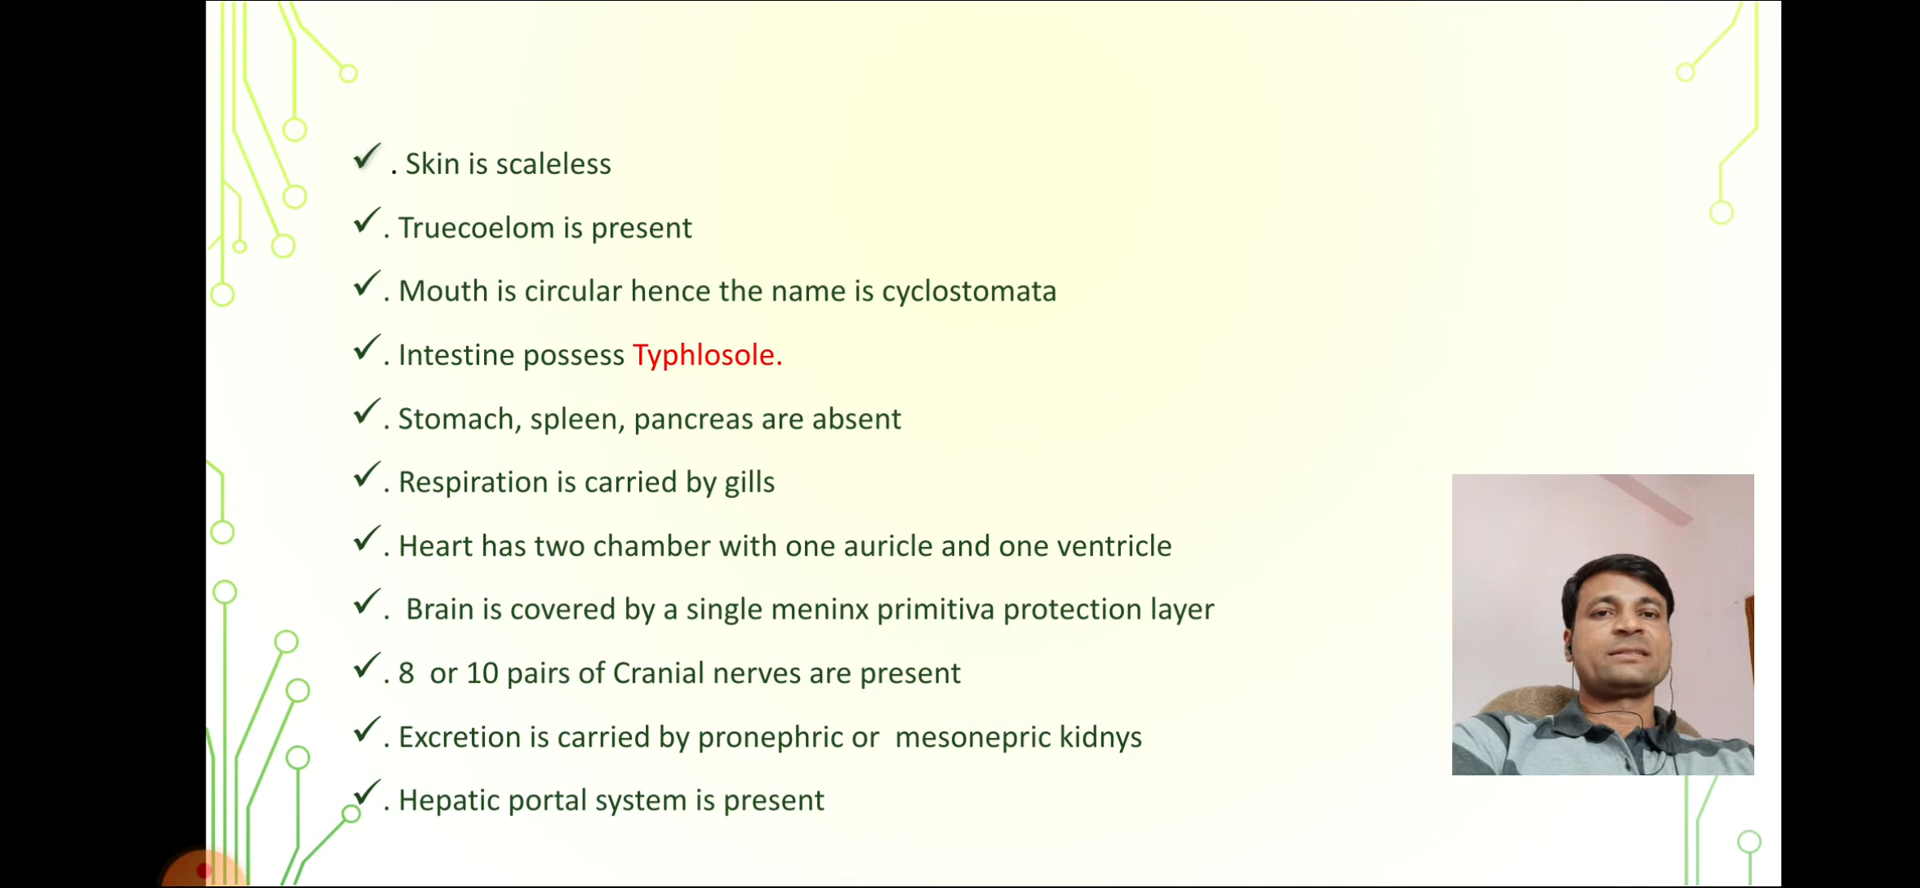 ✓. Skin is scaleless
✓. Truecoelom is present
✓. Mouth is circular hence the name is cyclostomata
✓. Intestine possess Typhlosole.
✓. Stomach, spleen, pancreas are absent
✓. Respiration is carried by gills
✓. Heart has two chamber with one auricle and one ventricle
✓. Brain is covered by a single meninx primitiva protection layer
✓. 8 or 10 pairs of Cranial nerves are present
✓. Excretion is carried by pronephric or mesonepric kidnys
✓. Hepatic portal system is present